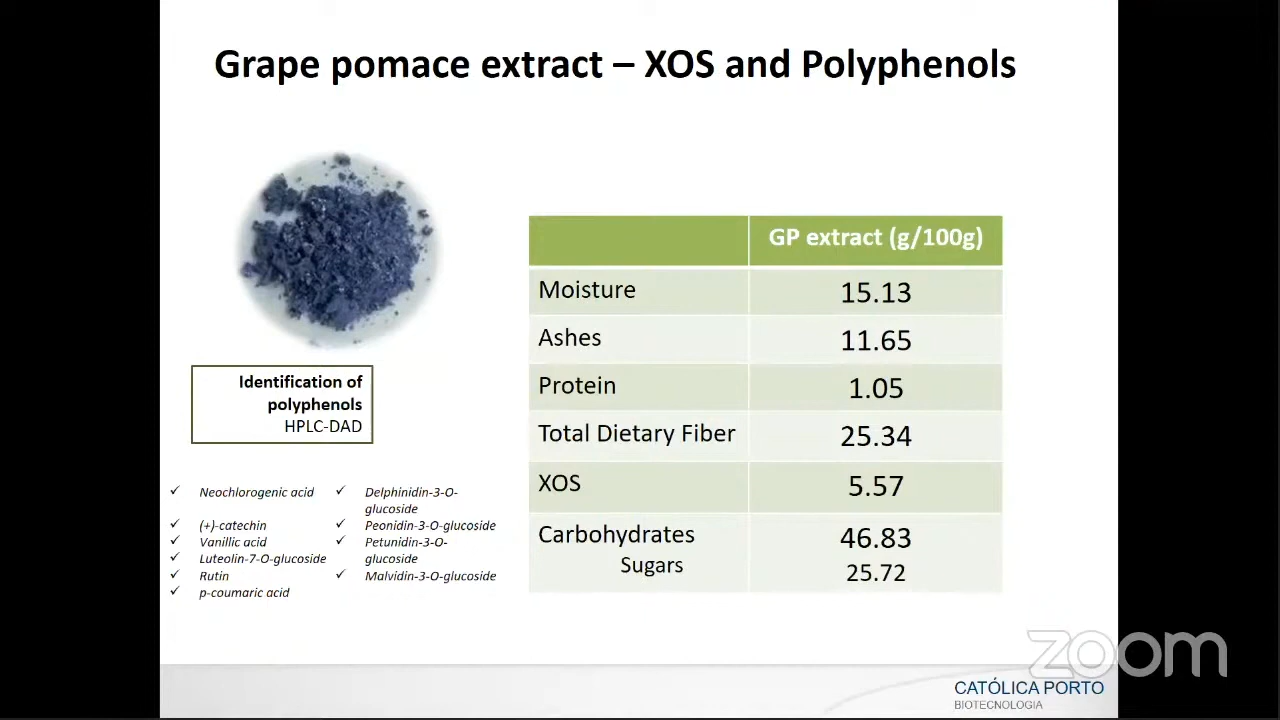 Grape pomace extract – XOS and Polyphenols
Identification of
polyphenols
HPLC-DAD
✓ Neochlorogenic acid
✓ (+)-catechin
✓ Vanillic acid
✓ Luteolin-7-O-glucoside
✓ Rutin
✓ p-coumaric acid
✓ Delphinidin-3-O-
glucoside
✓ Peonidin-3-O-glucoside
✓ Petunidin-3-O-
glucoside
✓ Malvidin-3-O-glucoside
GP extract (g/100g)
Moisture 15.13
Ashes 11.65
Protein 1.05
Total Dietary Fiber 25.34
XOS 5.57
Carbohydrates 46.83
Sugars 25.72
zoom
CATÓLICA PORTO
BIOTECNOLOGIA